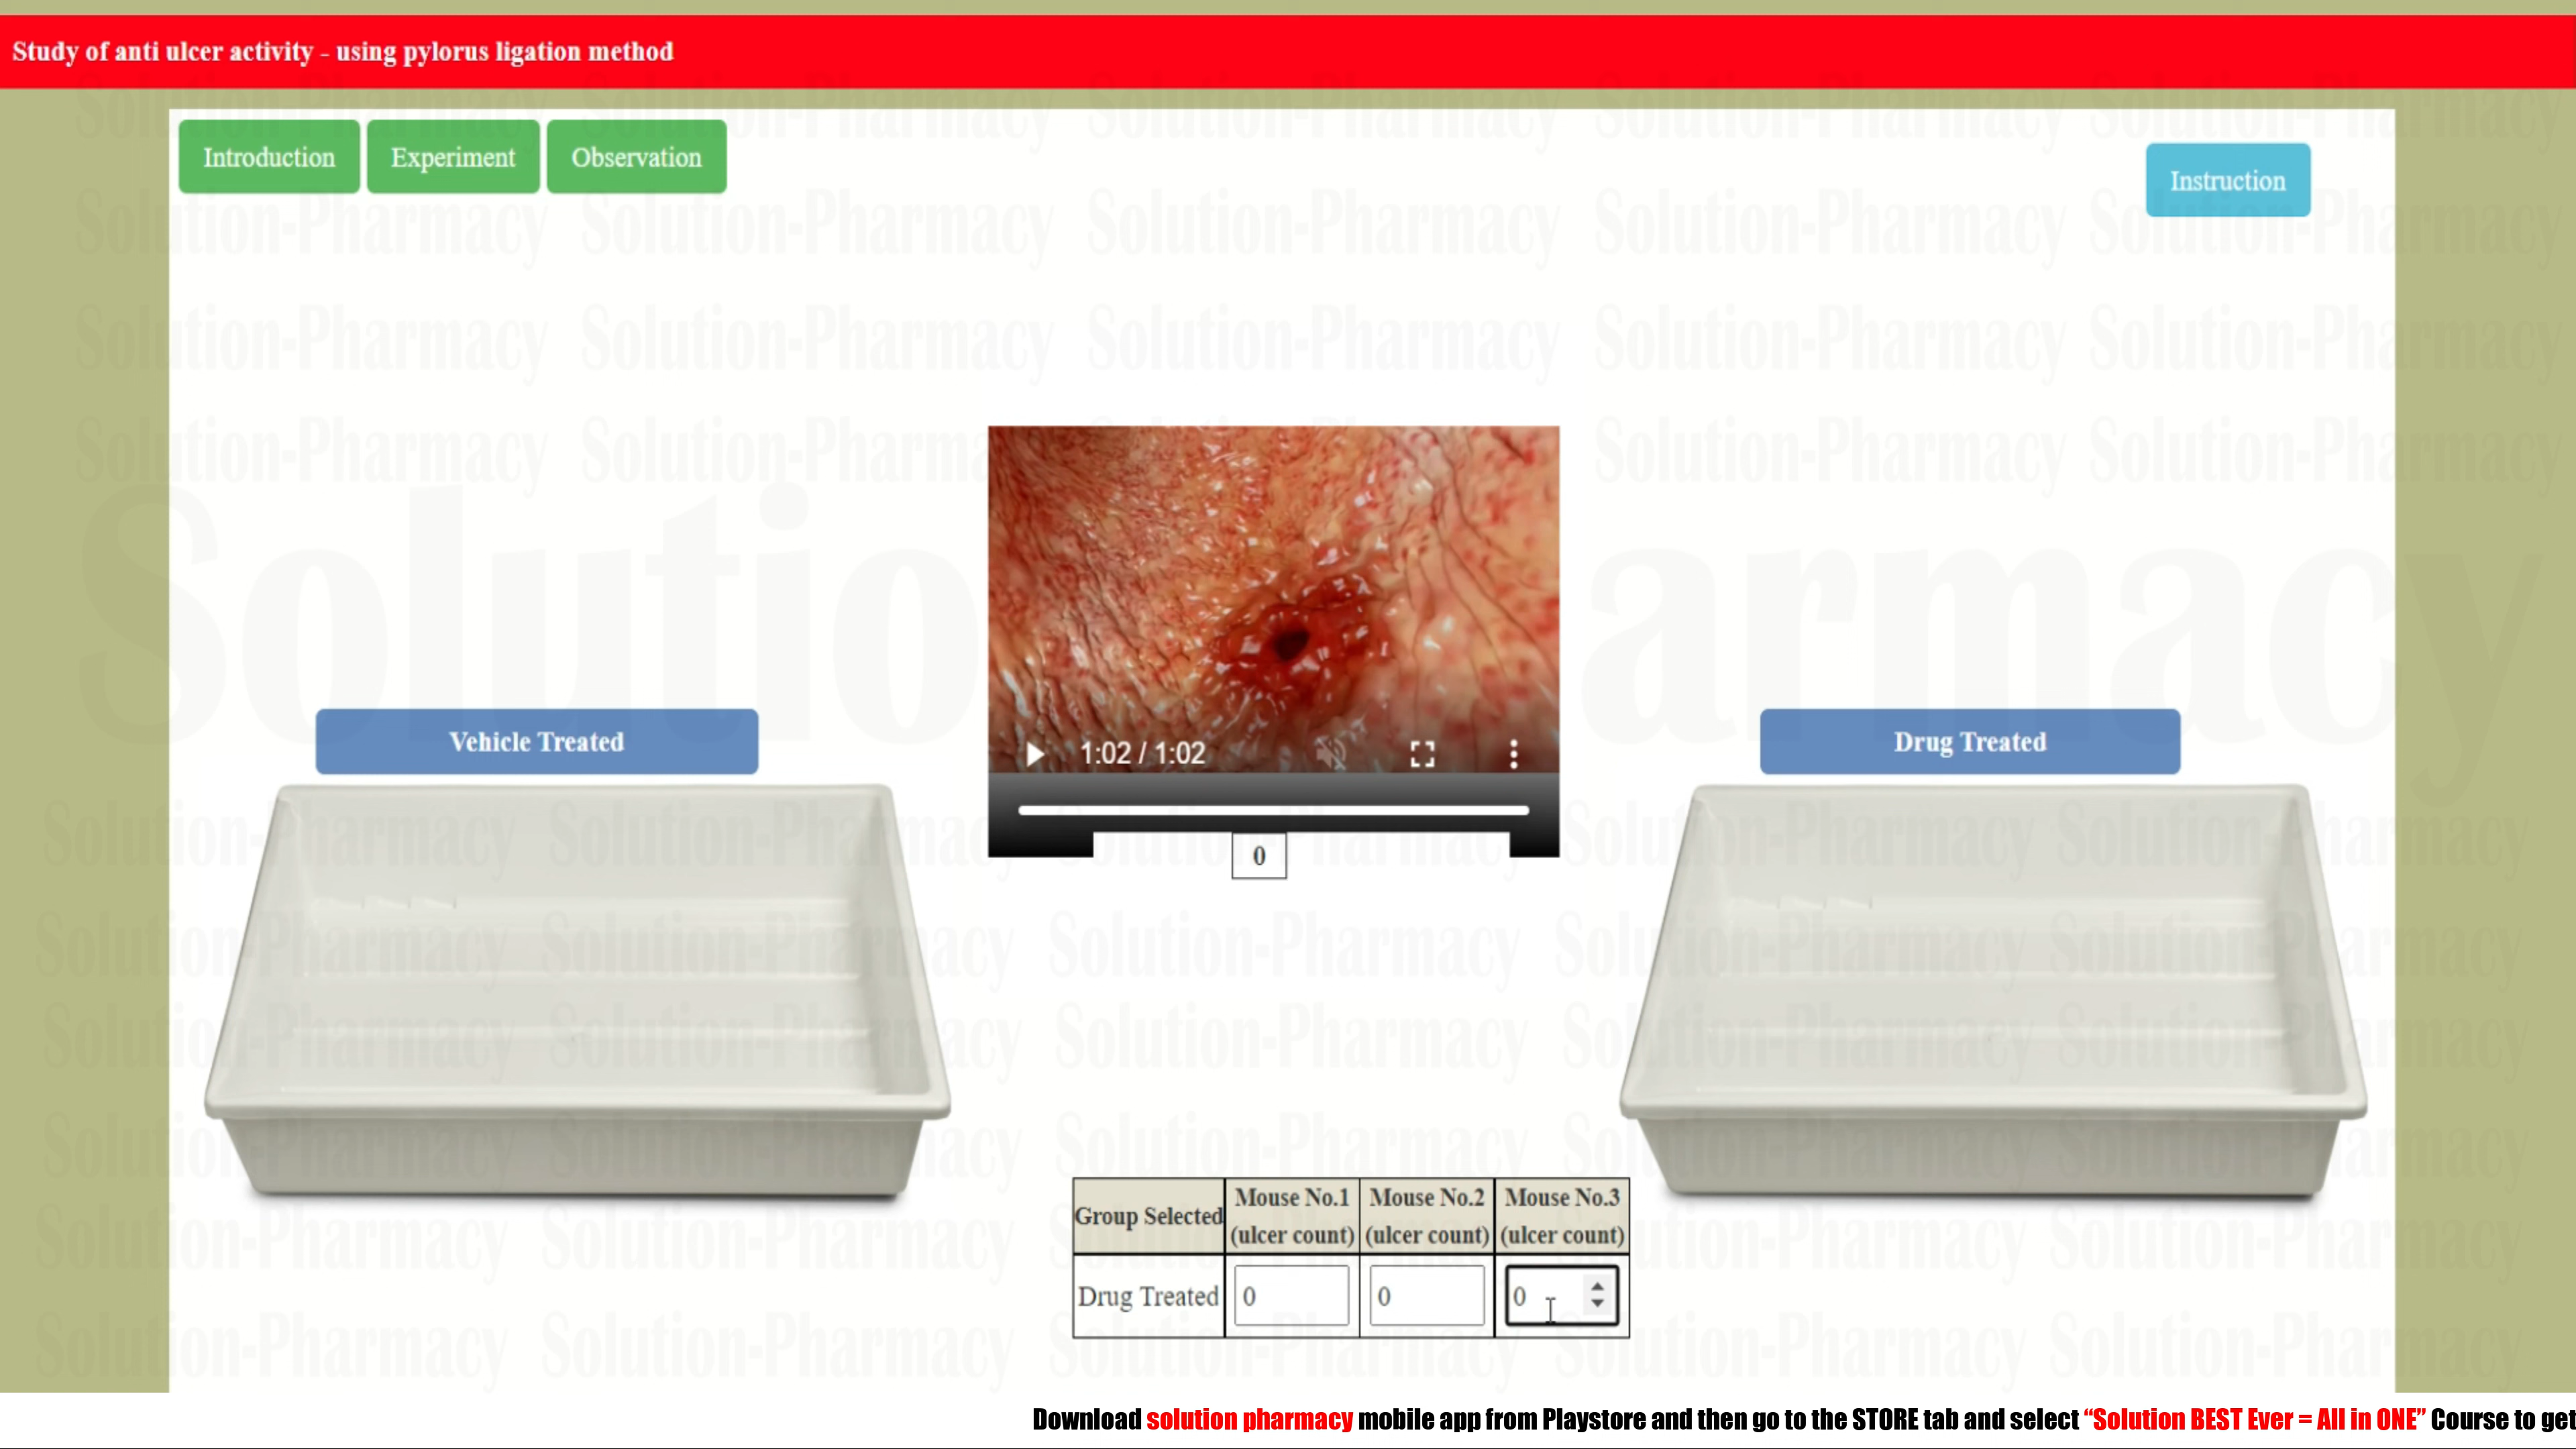 Study of anti ulcer activity - using pylorus ligation method
Introduction
Experiment
Observation
Instruction
Solution-Pharmacy
Vehicle Treated
1:02 / 1:02
Drug Treated
0
Group Selected
Mouse No.1 (ulcer count)
Mouse No.2 (ulcer count)
Mouse No.3 (ulcer count)
Drug Treated
0
0
0
Download solution pharmacy mobile app from Playstore and then go to the STORE tab and select “Solution BEST Ever = All in ONE” Course to get